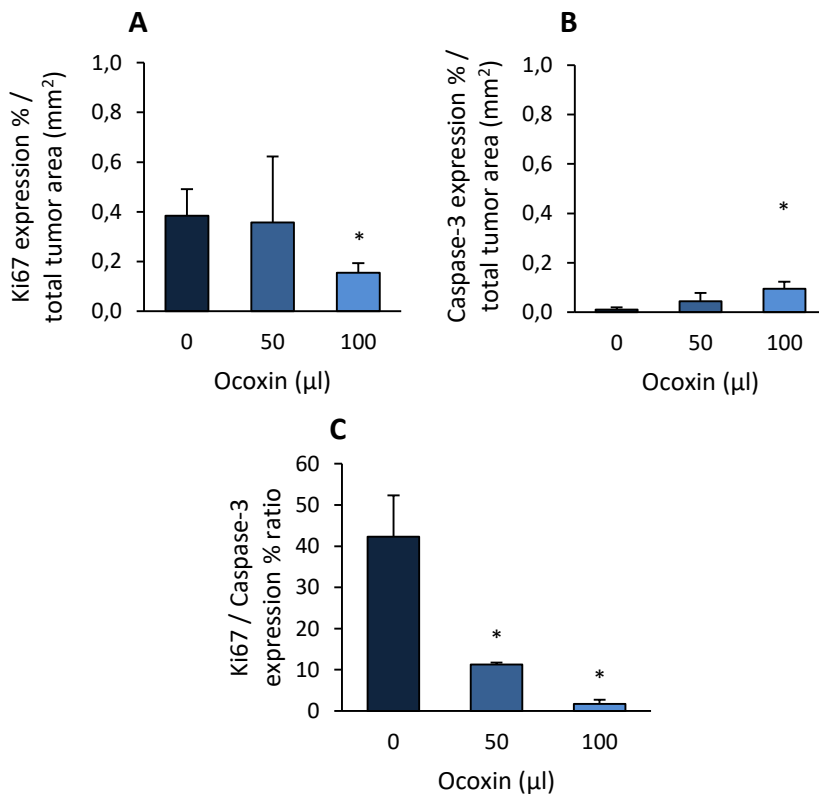 A
Ki67 expression % /
total tumor area (mm²)
1,0
0,8
0,6
0,4
0,2
0,0
*
0 50 100
Ocoxin (µl)
B
Caspase-3 expression % /
total tumor area (mm²)
1,0
0,8
0,6
0,4
0,2
0,0
*
0 50 100
Ocoxin (µl)
C
Ki67 / Caspase-3
expression % ratio
60
50
40
30
20
10
0
*
*
0 50 100
Ocoxin (µl)